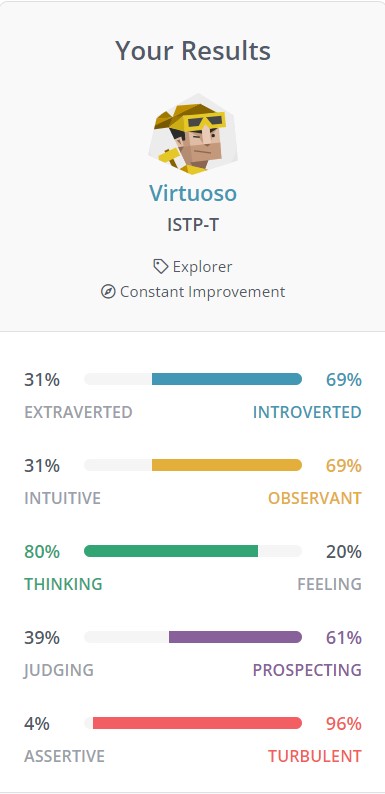 Your Results
Virtuoso
ISTP-T
Explorer
Constant Improvement
31% 69%
EXTRAVERTED INTROVERTED
31% 69%
INTUITIVE OBSERVANT
80% 20%
THINKING FEELING
39% 61%
JUDGING PROSPECTING
4% 96%
ASSERTIVE TURBULENT